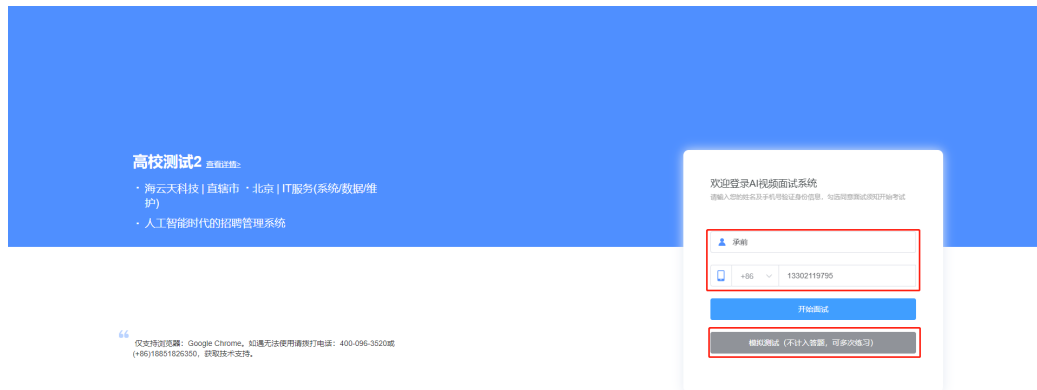 高校测试2 查看详情>
· 海云天科技 | 直辖市 · 北京 | IT服务(系统/数据/维
护)
· 人工智能时代的招聘管理系统
仅支持浏览器：Google Chrome。如遇无法使用请拨打电话：400-096-3520或
(+86)18851826350，获取技术支持。
欢迎登录AI视频面试系统
请输入您的姓名及手机号验证身份信息，勾选同意面试须知开始考试
承前
+86 13302119795
开始面试
模拟测试（不计入答题，可多次练习）